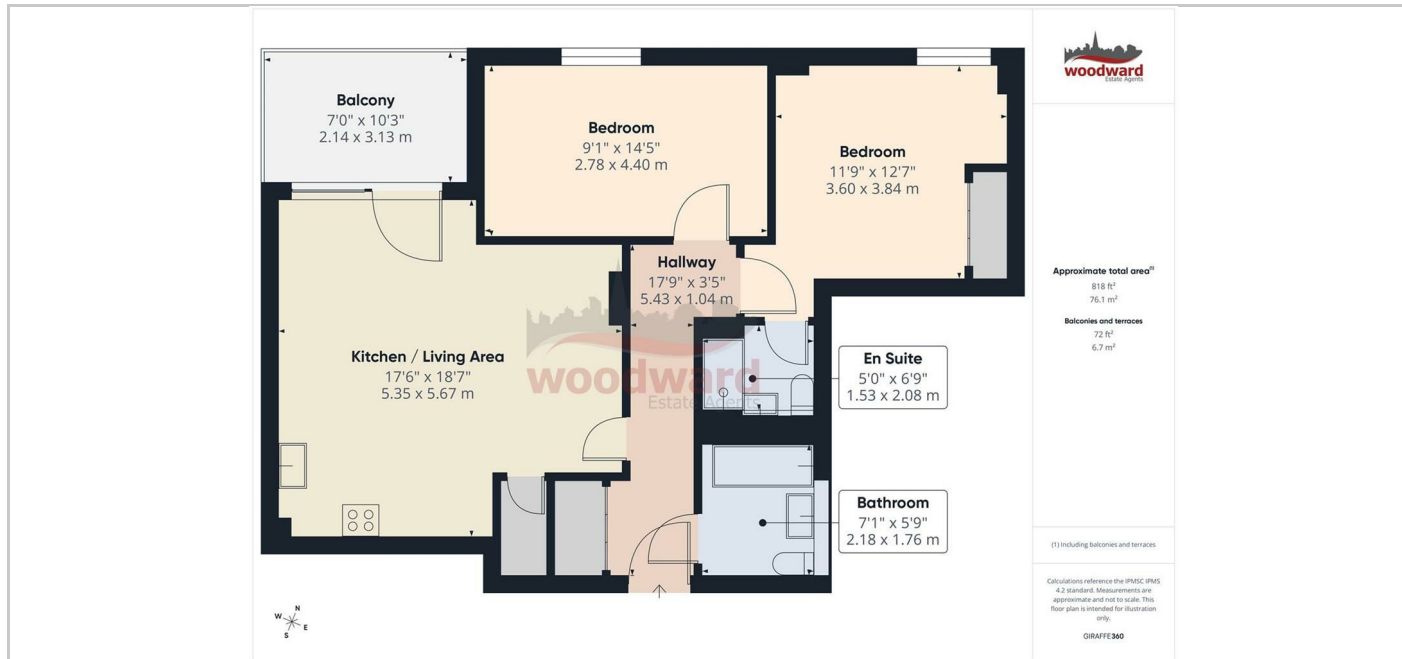 Balcony
7'0" x 10'3"
2.14 x 3.13 m
Bedroom
9'1" x 14'5"
2.78 x 4.40 m
Bedroom
11'9" x 12'7"
3.60 x 3.84 m
Hallway
17'9" x 3'5"
5.43 x 1.04 m
Kitchen / Living Area
17'6" x 18'7"
5.35 x 5.67 m
woodward
Estate Agents
En Suite
5'0" x 6'9"
1.53 x 2.08 m
Bathroom
7'1" x 5'9"
2.18 x 1.76 m
N
W
E
S
woodward
Estate Agents
Approximate total area⁽¹⁾
818 ft²
76.1 m²
Balconies and terraces
72 ft²
6.7 m²
(1) Including balconies and terraces
Calculations reference the IPMSC IPMS
4.2 standard. Measurements are
approximate and not to scale. This
floor plan is intended for illustration
only.
GIRAFFE360